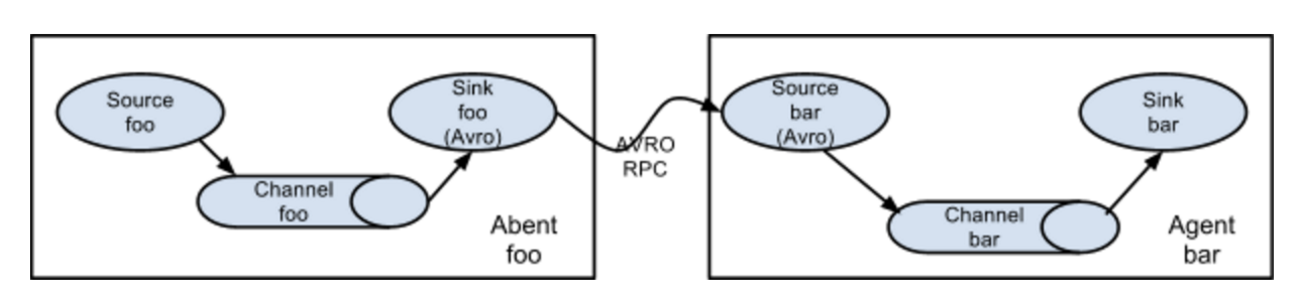 Source
foo
Channel
foo
Sink
foo
(Avro)
Abent
foo
AVRO
RPC
Source
bar
(Avro)
Channel
bar
Sink
bar
Agent
bar